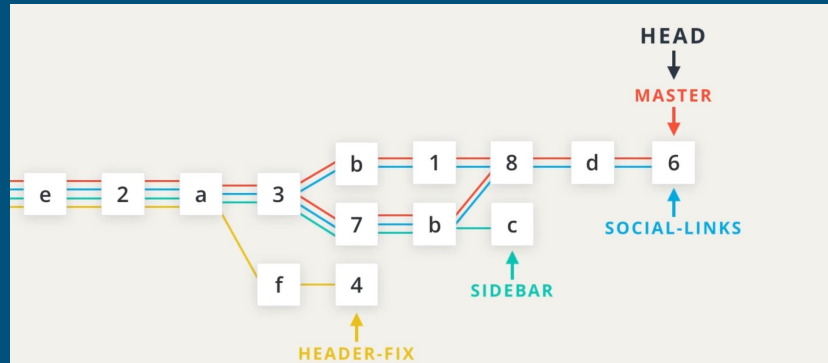 HEAD
MASTER
b 1 8 d 6
e 2 a 3
7 b c
SOCIAL-LINKS
f 4
SIDEBAR
HEADER-FIX